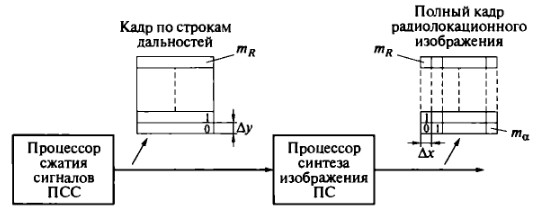 Кадр по строкам
дальностей
m_R
1
0
Δy
Полный кадр
радиолокационного
изображения
m_R
1
0 1
m_α
Δx
Процессор
сжатия
сигналов
ПСС
Процессор
синтеза
изображения
ПС